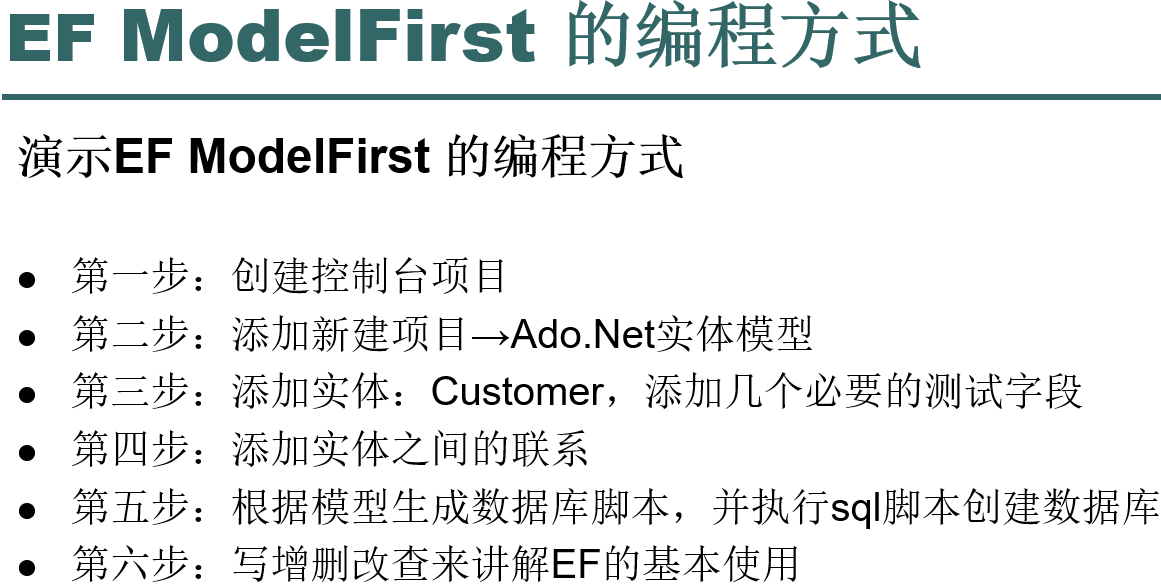 EF ModelFirst 的编程方式
演示EF ModelFirst 的编程方式
● 第一步：创建控制台项目
● 第二步：添加新建项目→Ado.Net实体模型
● 第三步：添加实体：Customer，添加几个必要的测试字段
● 第四步：添加实体之间的联系
● 第五步：根据模型生成数据库脚本，并执行sql脚本创建数据库
● 第六步：写增删改查来讲解EF的基本使用